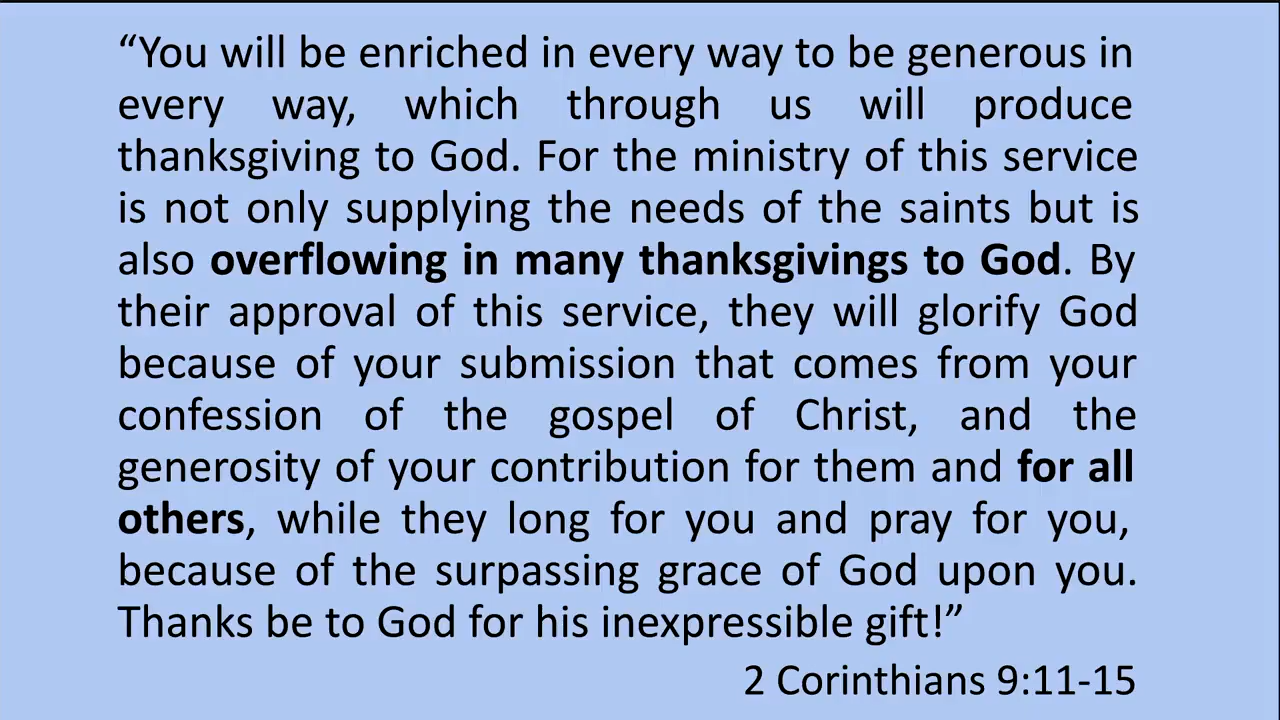 “You will be enriched in every way to be generous in
every way, which through us will produce
thanksgiving to God. For the ministry of this service
is not only supplying the needs of the saints but is
also overflowing in many thanksgivings to God. By
their approval of this service, they will glorify God
because of your submission that comes from your
confession of the gospel of Christ, and the
generosity of your contribution for them and for all
others, while they long for you and pray for you,
because of the surpassing grace of God upon you.
Thanks be to God for his inexpressible gift!”
2 Corinthians 9:11-15